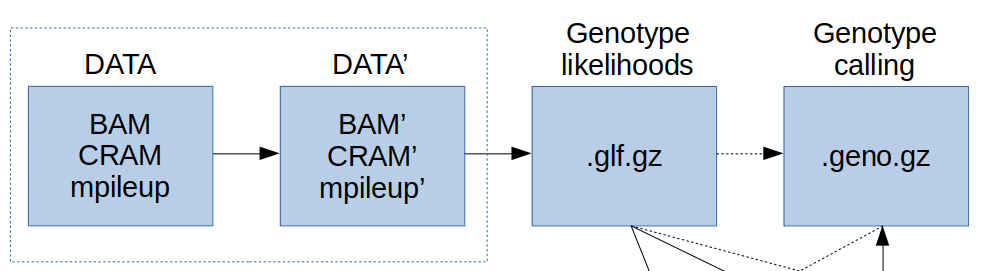 DATA
BAM
CRAM
mpileup
DATA’
BAM’
CRAM’
mpileup’
Genotype
likelihoods
.glf.gz
Genotype
calling
.geno.gz